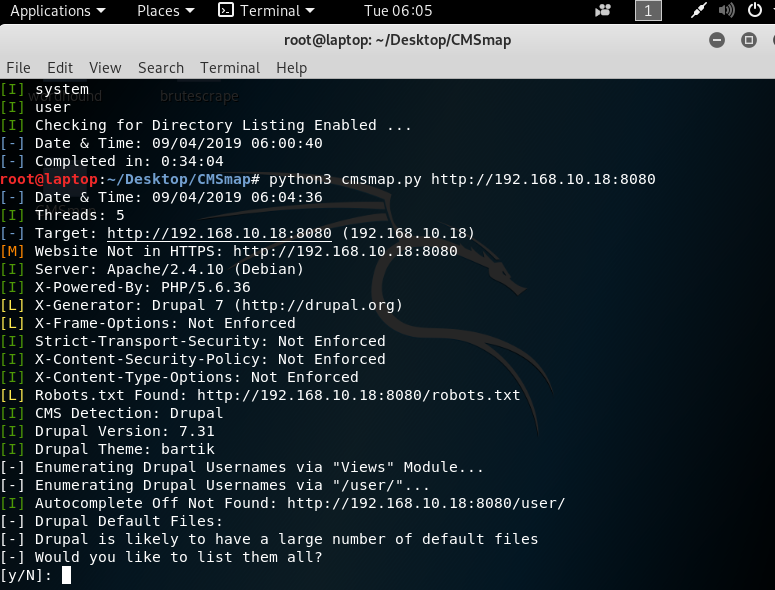 Applications Places Terminal Tue 06:05 1
root@laptop: ~/Desktop/CMSmap
File Edit View Search Terminal Help
[I] system
wordhound brutescrape
[I] user
[I] Checking for Directory Listing Enabled ...
[-] Date & Time: 09/04/2019 06:00:40
[-] Completed in: 0:34:04
root@laptop:~/Desktop/CMSmap# python3 cmsmap.py http://192.168.10.18:8080
[-] Date & Time: 09/04/2019 06:04:36
[I] Threads: 5
[-] Target: http://192.168.10.18:8080 (192.168.10.18)
[M] Website Not in HTTPS: http://192.168.10.18:8080
[I] Server: Apache/2.4.10 (Debian)
[I] X-Powered-By: PHP/5.6.36
[L] X-Generator: Drupal 7 (http://drupal.org)
[L] X-Frame-Options: Not Enforced
[I] Strict-Transport-Security: Not Enforced
[I] X-Content-Security-Policy: Not Enforced
[I] X-Content-Type-Options: Not Enforced
[L] Robots.txt Found: http://192.168.10.18:8080/robots.txt
[I] CMS Detection: Drupal
[I] Drupal Version: 7.31
[I] Drupal Theme: bartik
[-] Enumerating Drupal Usernames via "Views" Module...
[-] Enumerating Drupal Usernames via "/user/"...
[I] Autocomplete Off Not Found: http://192.168.10.18:8080/user/
[-] Drupal Default Files:
[-] Drupal is likely to have a large number of default files
[-] Would you like to list them all?
[y/N]: